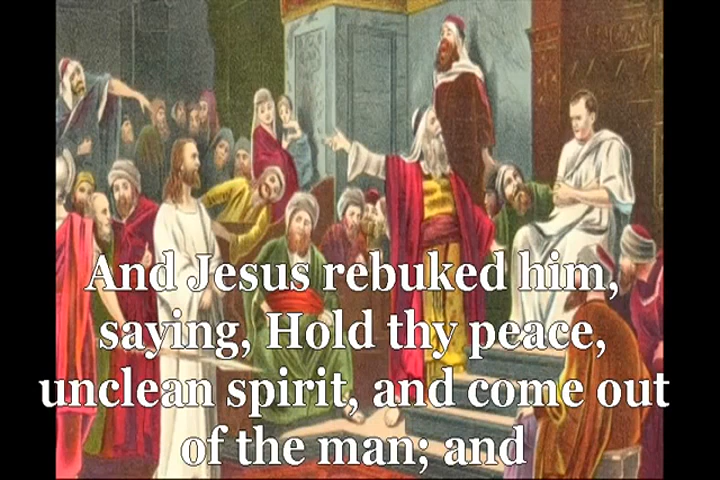 And Jesus rebuked him,
saying, Hold thy peace,
unclean spirit, and come out
of the man; and